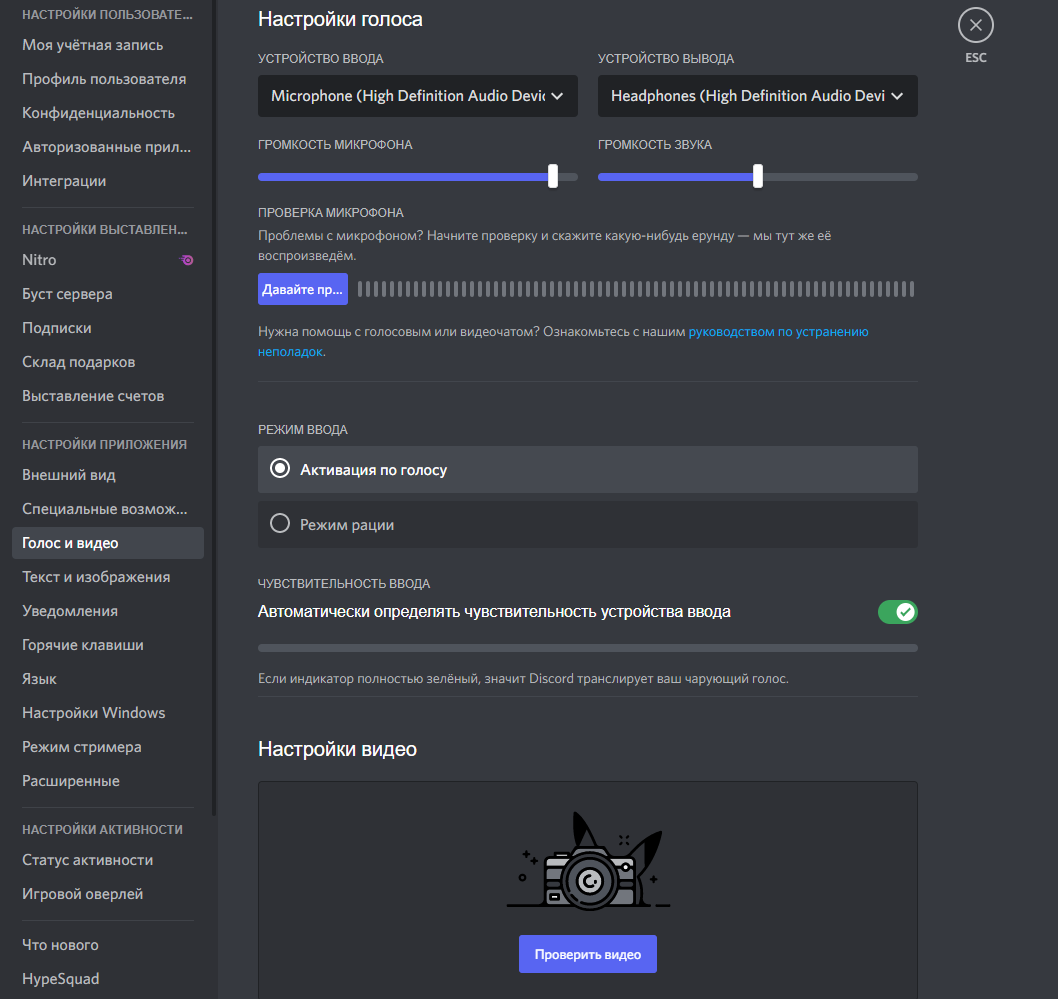 НАСТРОЙКИ ПОЛЬЗОВАТЕ...
Моя учётная запись
Профиль пользователя
Конфиденциальность
Авторизованные прил...
Интеграции
НАСТРОЙКИ ВЫСТАВЛЕН...
Nitro
Буст сервера
Подписки
Склад подарков
Выставление счетов
НАСТРОЙКИ ПРИЛОЖЕНИЯ
Внешний вид
Специальные возмож...
Голос и видео
Текст и изображения
Уведомления
Горячие клавиши
Язык
Настройки Windows
Режим стримера
Расширенные
НАСТРОЙКИ АКТИВНОСТИ
Статус активности
Игровой оверлей
Что нового
HypeSquad
Настройки голоса
УСТРОЙСТВО ВВОДА
Microphone (High Definition Audio Devic
УСТРОЙСТВО ВЫВОДА
Headphones (High Definition Audio Devi
ГРОМКОСТЬ МИКРОФОНА
ГРОМКОСТЬ ЗВУКА
ПРОВЕРКА МИКРОФОНА
Проблемы с микрофоном? Начните проверку и скажите какую-нибудь ерунду — мы тут же её
воспроизведём.
Давайте пр...
Нужна помощь с голосовым или видеочатом? Ознакомьтесь с нашим руководством по устранению
неполадок.
РЕЖИМ ВВОДА
Активация по голосу
Режим рации
ЧУВСТВИТЕЛЬНОСТЬ ВВОДА
Автоматически определять чувствительность устройства ввода
Если индикатор полностью зелёный, значит Discord транслирует ваш чарующий голос.
Настройки видео
Проверить видео
ESC